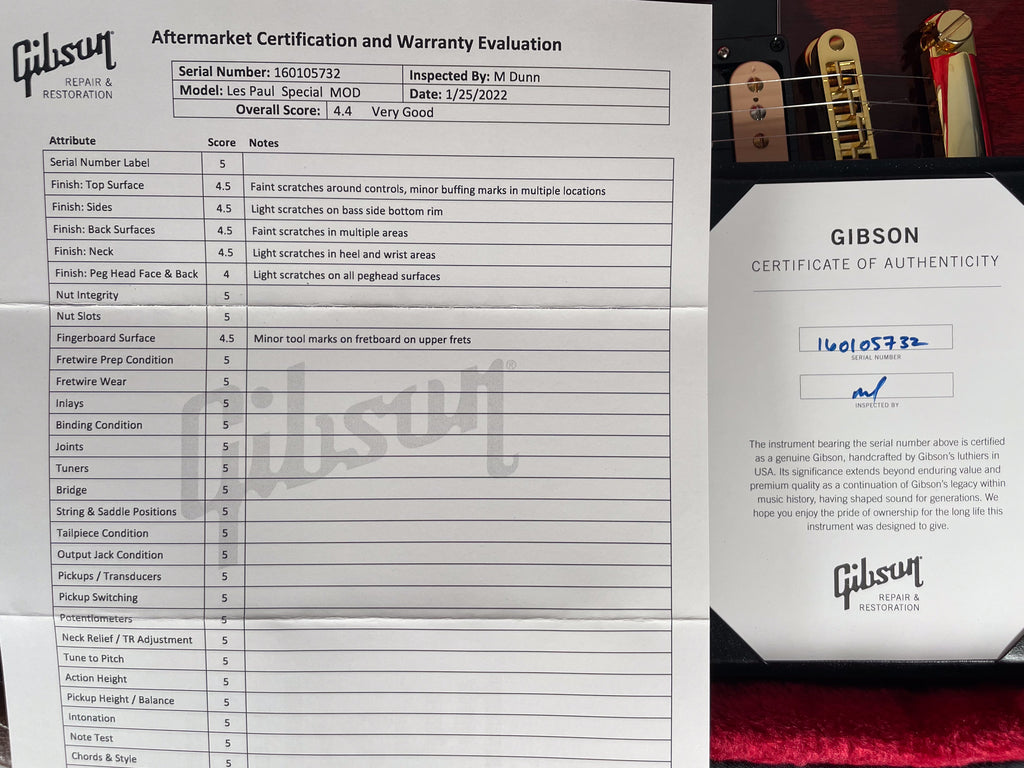 Gibson
REPAIR &
RESTORATION
Aftermarket Certification and Warranty Evaluation
Serial Number: 160105732 Inspected By: M Dunn
Model: Les Paul Special MOD Date: 1/25/2022
Overall Score: 4.4 Very Good
Attribute Score Notes
Serial Number Label 5
Finish: Top Surface 4.5 Faint scratches around controls, minor buffing marks in multiple locations
Finish: Sides 4.5 Light scratches on bass side bottom rim
Finish: Back Surfaces 4.5 Faint scratches in multiple areas
Finish: Neck 4.5 Light scratches in heel and wrist areas
Finish: Peg Head Face & Back 4 Light scratches on all peghead surfaces
Nut Integrity 5
Nut Slots 5
Fingerboard Surface 4.5 Minor tool marks on fretboard on upper frets
Fretwire Prep Condition 5
Fretwire Wear 5
Inlays 5
Binding Condition 5
Joints 5
Tuners 5
Bridge 5
String & Saddle Positions 5
Tailpiece Condition 5
Output Jack Condition 5
Pickups / Transducers 5
Pickup Switching 5
Potentiometers 5
Neck Relief / TR Adjustment 5
Tune to Pitch 5
Action Height 5
Pickup Height / Balance 5
Intonation 5
Note Test 5
Chords & Style 5
Gibson®
GIBSON
CERTIFICATE OF AUTHENTICITY
160105732
SERIAL NUMBER
INSPECTED BY
The instrument bearing the serial number above is certified
as a genuine Gibson, handcrafted by Gibson's luthiers in
USA. Its significance extends beyond enduring value and
premium quality as a continuation of Gibson's legacy within
music history, having shaped sound for generations. We
hope you enjoy the pride of ownership for the long life this
instrument was designed to give.
Gibson
REPAIR &
RESTORATION